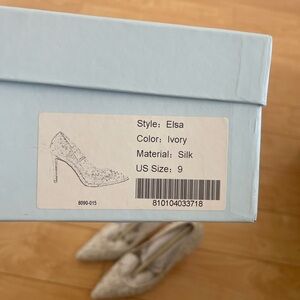 Style: Elsa
Color: Ivory
Material: Silk
US Size: 9
8090-015
810104033718